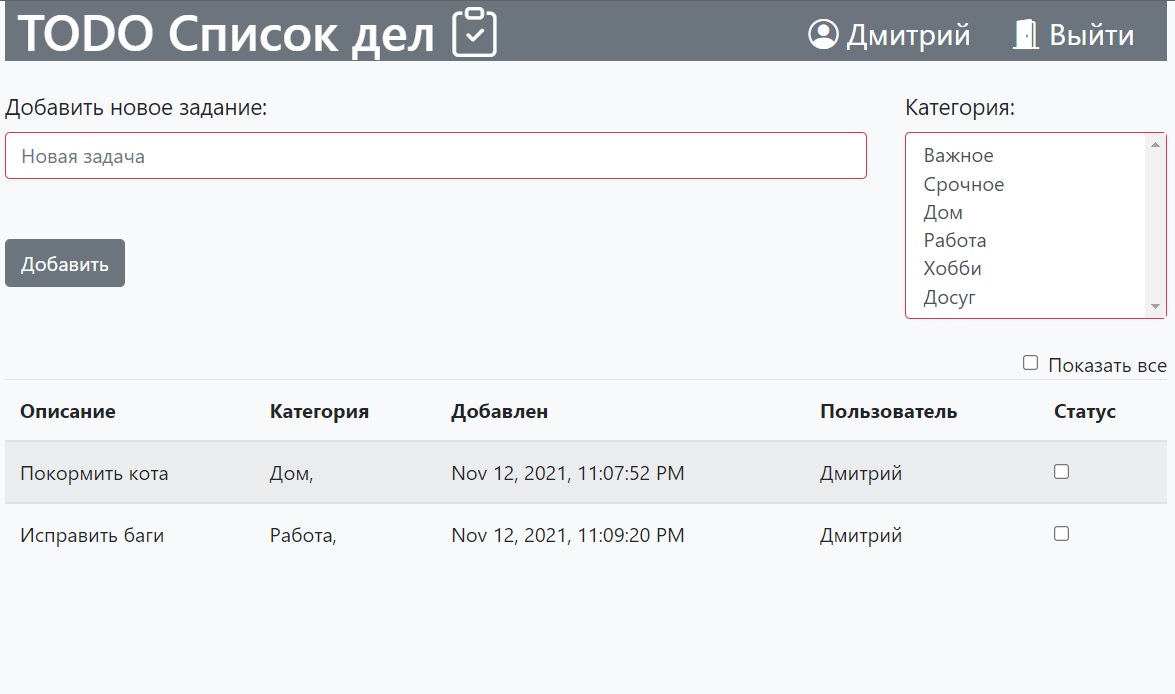 TODO Список дел Дмитрий Выйти
Добавить новое задание: Категория:
Новая задача
Важное
Срочное
Дом
Работа
Хобби
Досуг
Добавить
Показать все
Описание Категория Добавлен Пользователь Статус
Покормить кота Дом, Nov 12, 2021, 11:07:52 PM Дмитрий
Исправить баги Работа, Nov 12, 2021, 11:09:20 PM Дмитрий